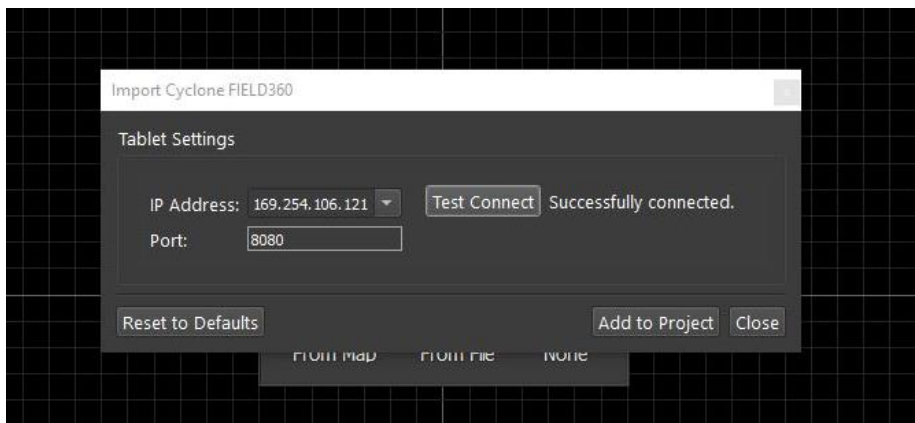 Import Cyclone FIELD360
Tablet Settings
IP Address: 169.254.106.121 Test Connect Successfully connected.
Port: 8080
Reset to Defaults Add to Project Close
From Map From File None